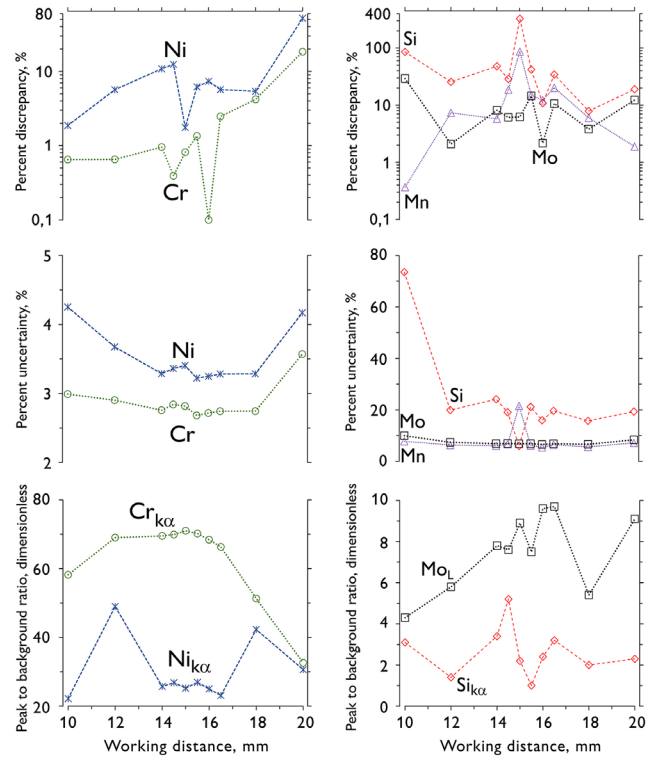 80
10
1
0,1
Percent discrepancy, %
Ni
Cr
400
100
10
1
0,1
Percent discrepancy, %
Si
Mo
Mn
5
4
3
2
Percent uncertainty, %
Ni
Cr
80
60
40
20
0
Percent uncertainty, %
Si
Mo
Mn
80
60
40
20
Peak to background ratio, dimensionless
Crkα
Nikα
10 12 14 16 18 20
Working distance, mm
10
8
6
4
2
0
Peak to background ratio, dimensionless
MoL
Sikα
10 12 14 16 18 20
Working distance, mm